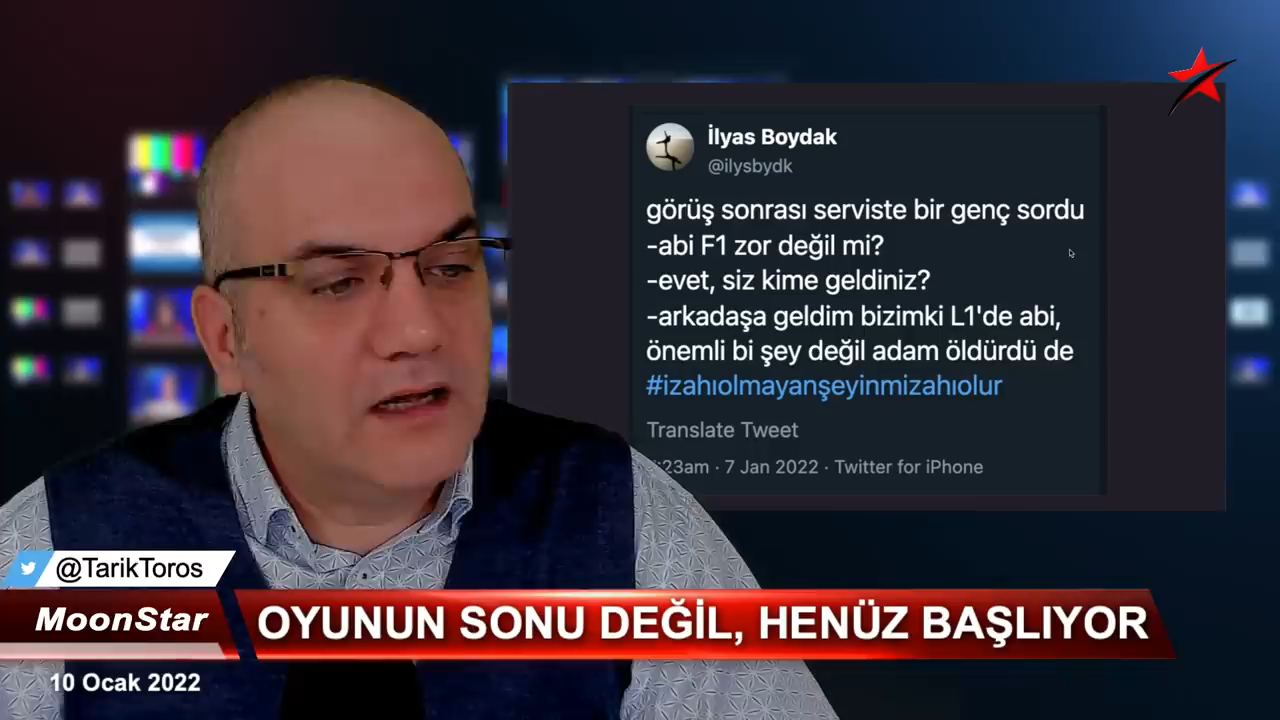 İlyas Boydak
@ilysbydk
görüş sonrası serviste bir genç sordu
-abi F1 zor değil mi?
-evet, siz kime geldiniz?
-arkadaşa geldim bizimki L1'de abi,
önemli bi şey değil adam öldürdü de
#izahıolmayanşeyinmizahıolur
Translate Tweet
:23am · 7 Jan 2022 · Twitter for iPhone
@TarikToros
MoonStar
OYUNUN SONU DEĞİL, HENÜZ BAŞLIYOR
10 Ocak 2022